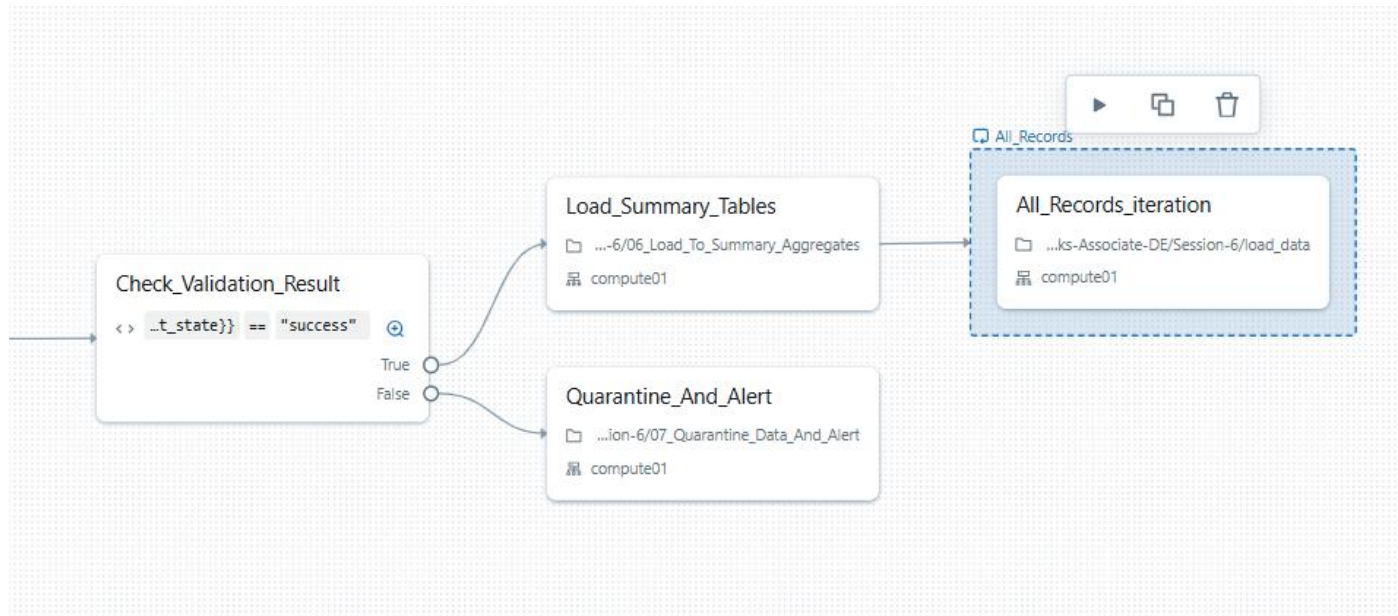 All_Records
All_Records_iteration
...ks-Associate-DE/Session-6/load_data
compute01
Load_Summary_Tables
...-6/06_Load_To_Summary_Aggregates
compute01
Check_Validation_Result
<> …t_state}} == "success"
True
False
Quarantine_And_Alert
...ion-6/07_Quarantine_Data_And_Alert
compute01